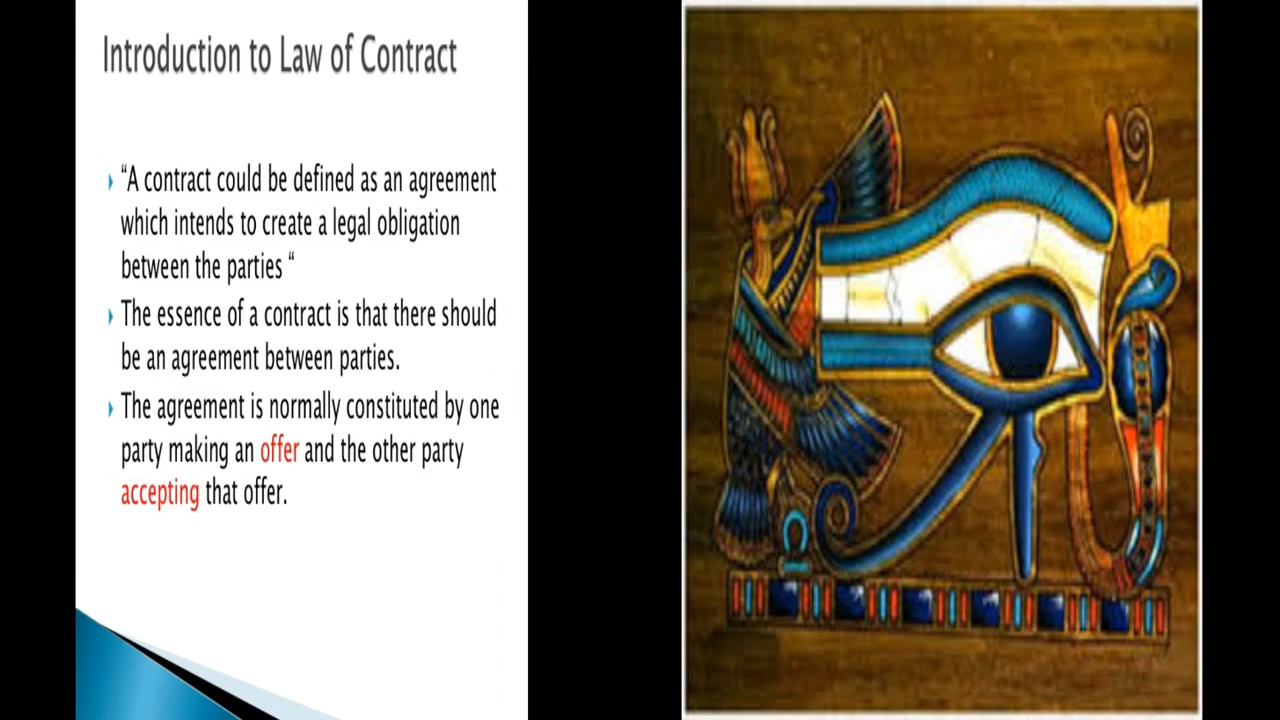 Introduction to Law of Contract
“A contract could be defined as an agreement
which intends to create a legal obligation
between the parties “
The essence of a contract is that there should
be an agreement between parties.
The agreement is normally constituted by one
party making an offer and the other party
accepting that offer.